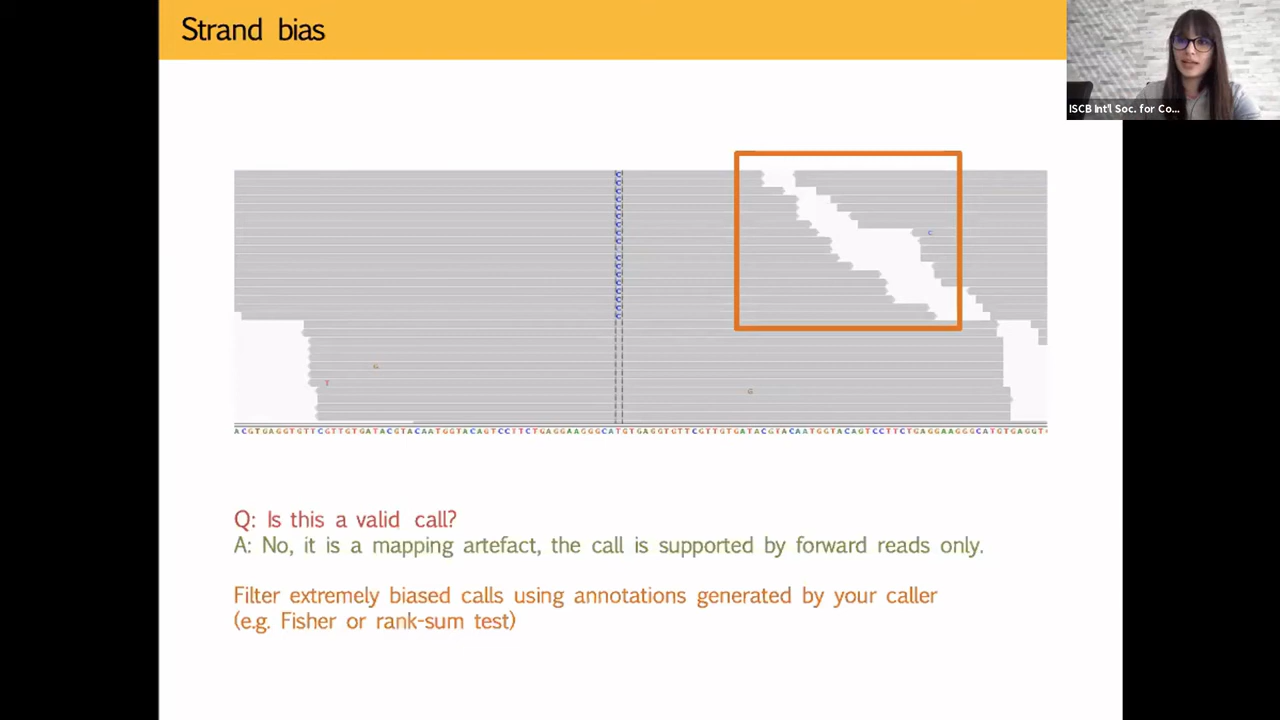 Strand bias
ISCB Int'l Soc. for Co...
C
C
C
C
C
C
C
C C
C
C
C
C
C
C
C
C
C
G
T
G
ACGTGAGGTGTTCGTTGTGATACGTACAATGGTACAGTCCTTCTGAGGAAGGGCATGTGAGGTGTTCGTTGTGATACGTACAATGGTACAGTCCTTCTGAGGAAGGGCATGTGAGGT
Q: Is this a valid call?
A: No, it is a mapping artefact, the call is supported by forward reads only.
Filter extremely biased calls using annotations generated by your caller
(e.g. Fisher or rank-sum test)